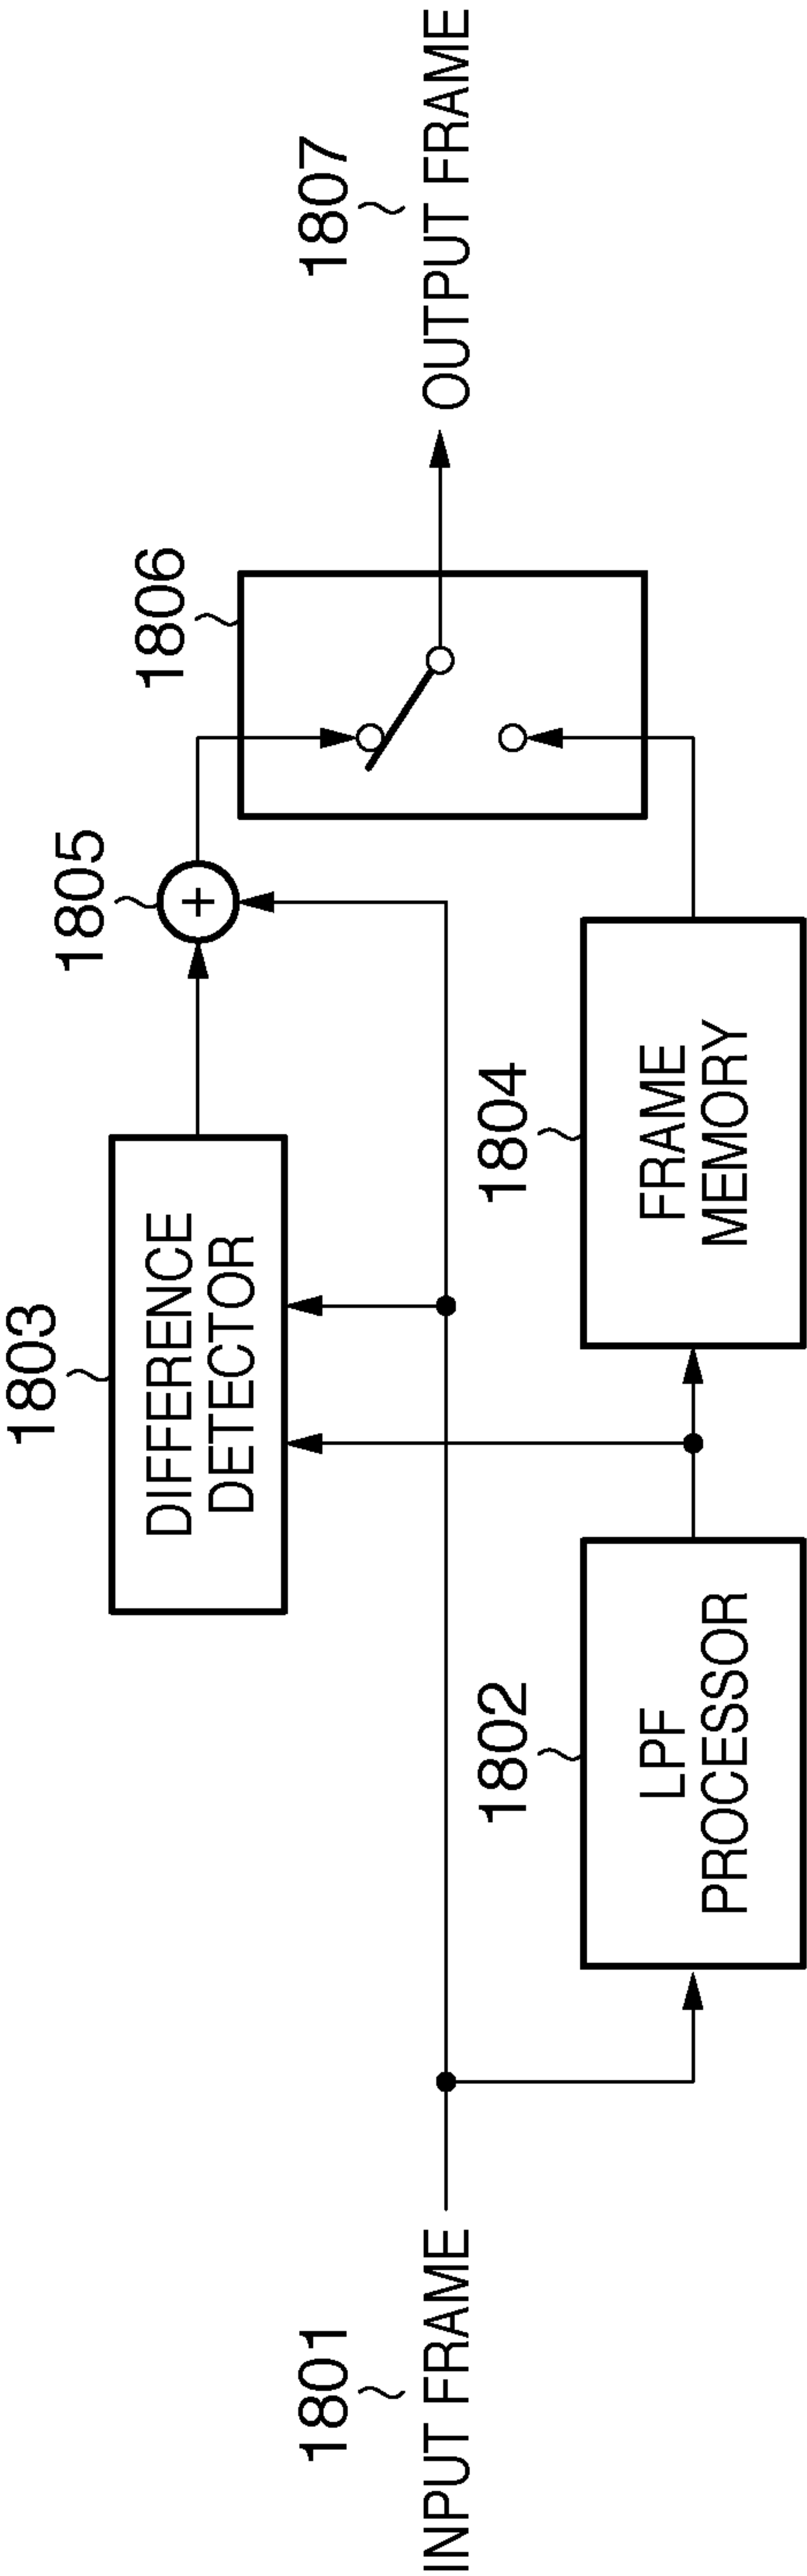 1801
INPUT FRAME
1802
LPF
PROCESSOR
1803
DIFFERENCE
DETECTOR
1804
FRAME
MEMORY
1805
+
1806
1807
OUTPUT FRAME